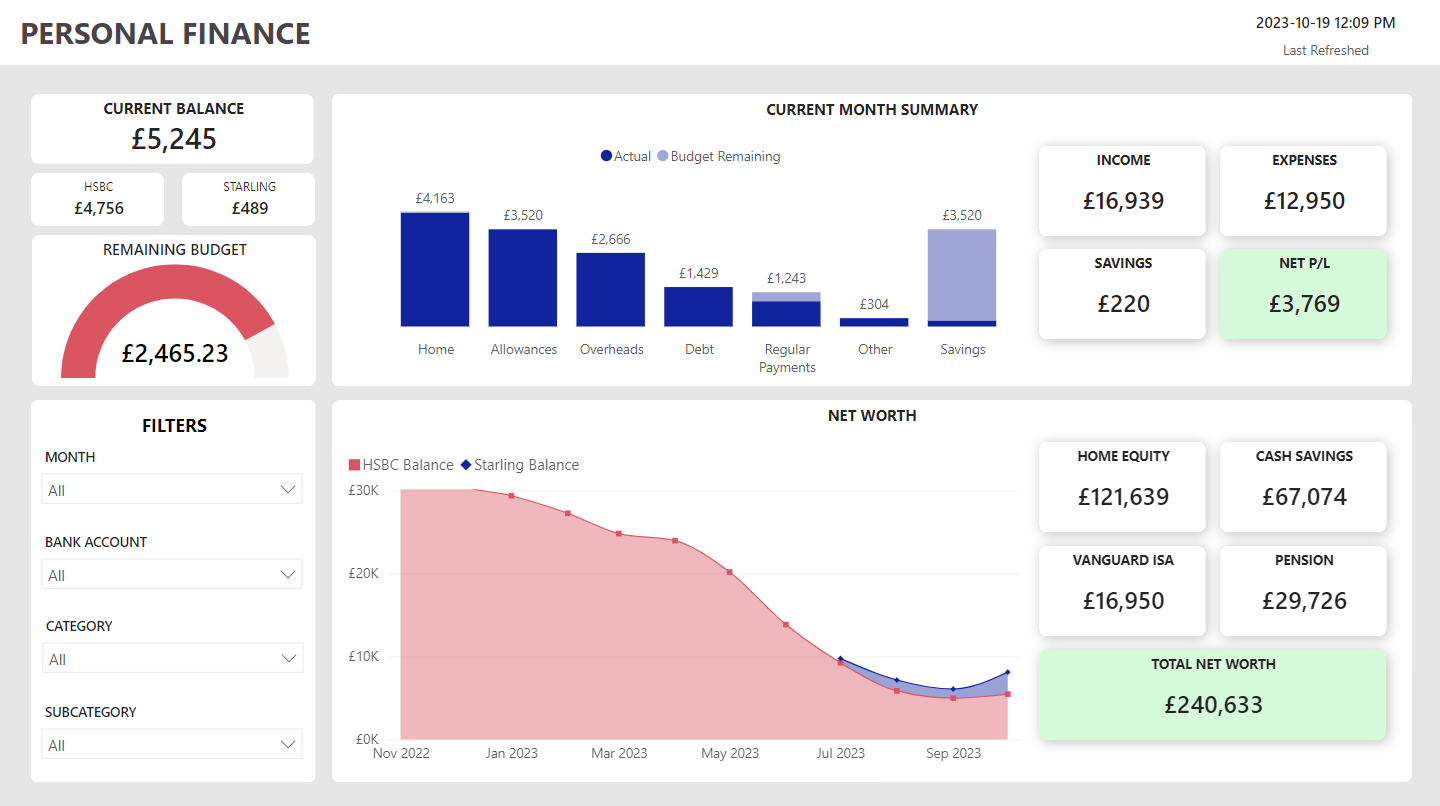 PERSONAL FINANCE
2023-10-19 12:09 PM
Last Refreshed
CURRENT BALANCE
£5,245
HSBC
£4,756
STARLING
£489
REMAINING BUDGET
£2,465.23
FILTERS
MONTH
All
BANK ACCOUNT
All
CATEGORY
All
SUBCATEGORY
All
CURRENT MONTH SUMMARY
Actual Budget Remaining
£4,163
£3,520
£2,666
£1,429
£1,243
£304
£3,520
Home
Allowances
Overheads
Debt
Regular
Payments
Other
Savings
INCOME
£16,939
EXPENSES
£12,950
SAVINGS
£220
NET P/L
£3,769
NET WORTH
HSBC Balance Starling Balance
£30K
£20K
£10K
£0K
Nov 2022
Jan 2023
Mar 2023
May 2023
Jul 2023
Sep 2023
HOME EQUITY
£121,639
CASH SAVINGS
£67,074
VANGUARD ISA
£16,950
PENSION
£29,726
TOTAL NET WORTH
£240,633